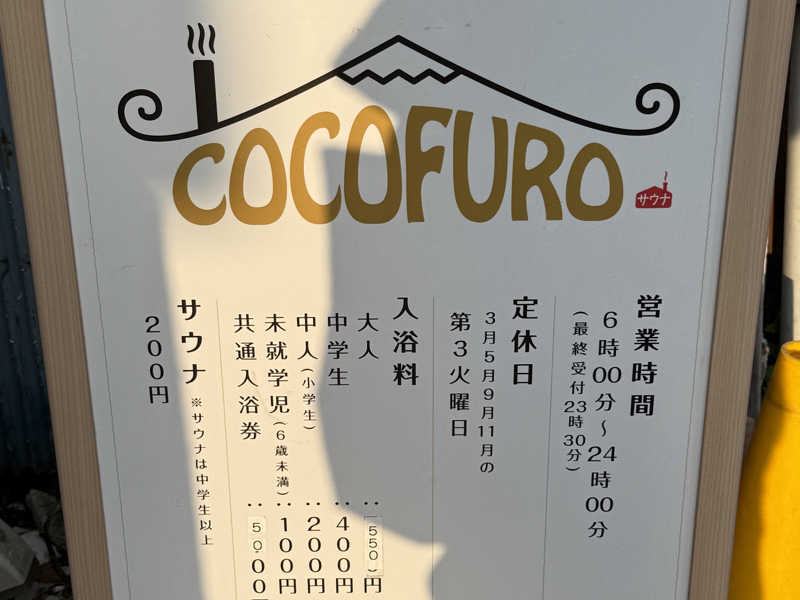 COCOFURO
サウナ
営業時間
6時00分〜24時00分
(最終受付23時30分)
定休日
3月5月9月11月の
第3火曜日
入浴料
大人:550円
中学生:400円
中人(小学生):200円
未就学児(6歳未満):100円
共通入浴券:5000
サウナ ※サウナは中学生以上
200円